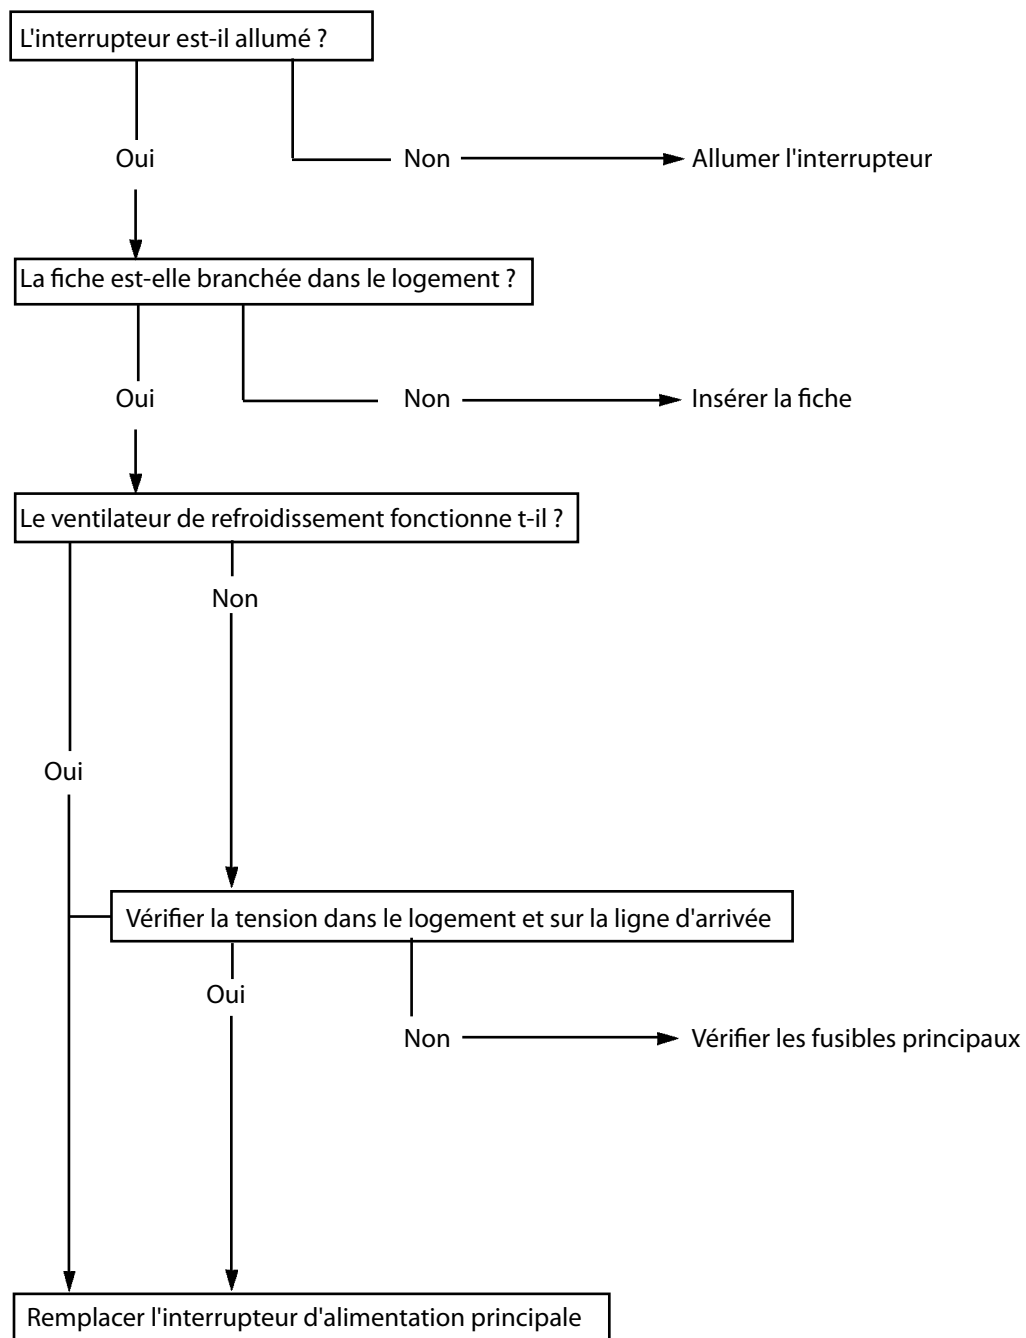 L'interrupteur est-il allumé ?
Oui
Non
Allumer l'interrupteur
La fiche est-elle branchée dans le logement ?
Oui
Non
Insérer la fiche
Le ventilateur de refroidissement fonctionne t-il ?
Non
Oui
Vérifier la tension dans le logement et sur la ligne d'arrivée
Oui
Non
Vérifier les fusibles principaux
Remplacer l'interrupteur d'alimentation principale